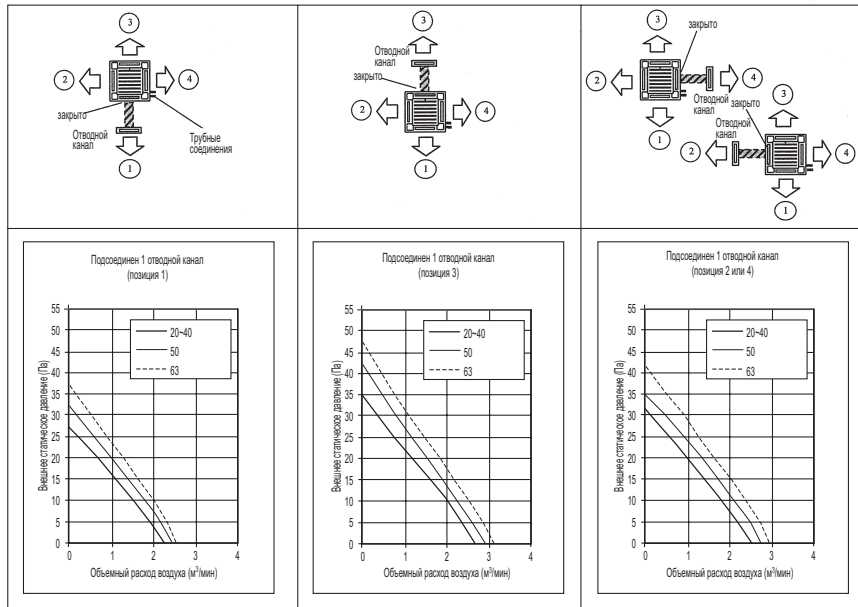 3
2
4
закрыто
Отводной
канал
Трубные
соединения
1
3
Отводной
канал
закрыто
2
4
1
3
закрыто
2
4
Отводной
канал
1
закрыто
Отводной
канал
3
2
4
1
Подсоединен 1 отводной канал
(позиция 1)
Внешнее статическое давление (Па)
55
50
45
40
35
30
25
20
15
10
5
0
20~40
50
63
0 1 2 3 4
Объемный расход воздуха (м³/мин)
Подсоединен 1 отводной канал
(позиция 3)
Внешнее статическое давление (Па)
55
50
45
40
35
30
25
20
15
10
5
0
20~40
50
63
0 1 2 3 4
Объемный расход воздуха (м³/мин)
Подсоединен 1 отводной канал
(позиция 2 или 4)
Внешнее статическое давление (Па)
55
50
45
40
35
30
25
20
15
10
5
0
20~40
50
63
0 1 2 3 4
Объемный расход воздуха (м³/мин)